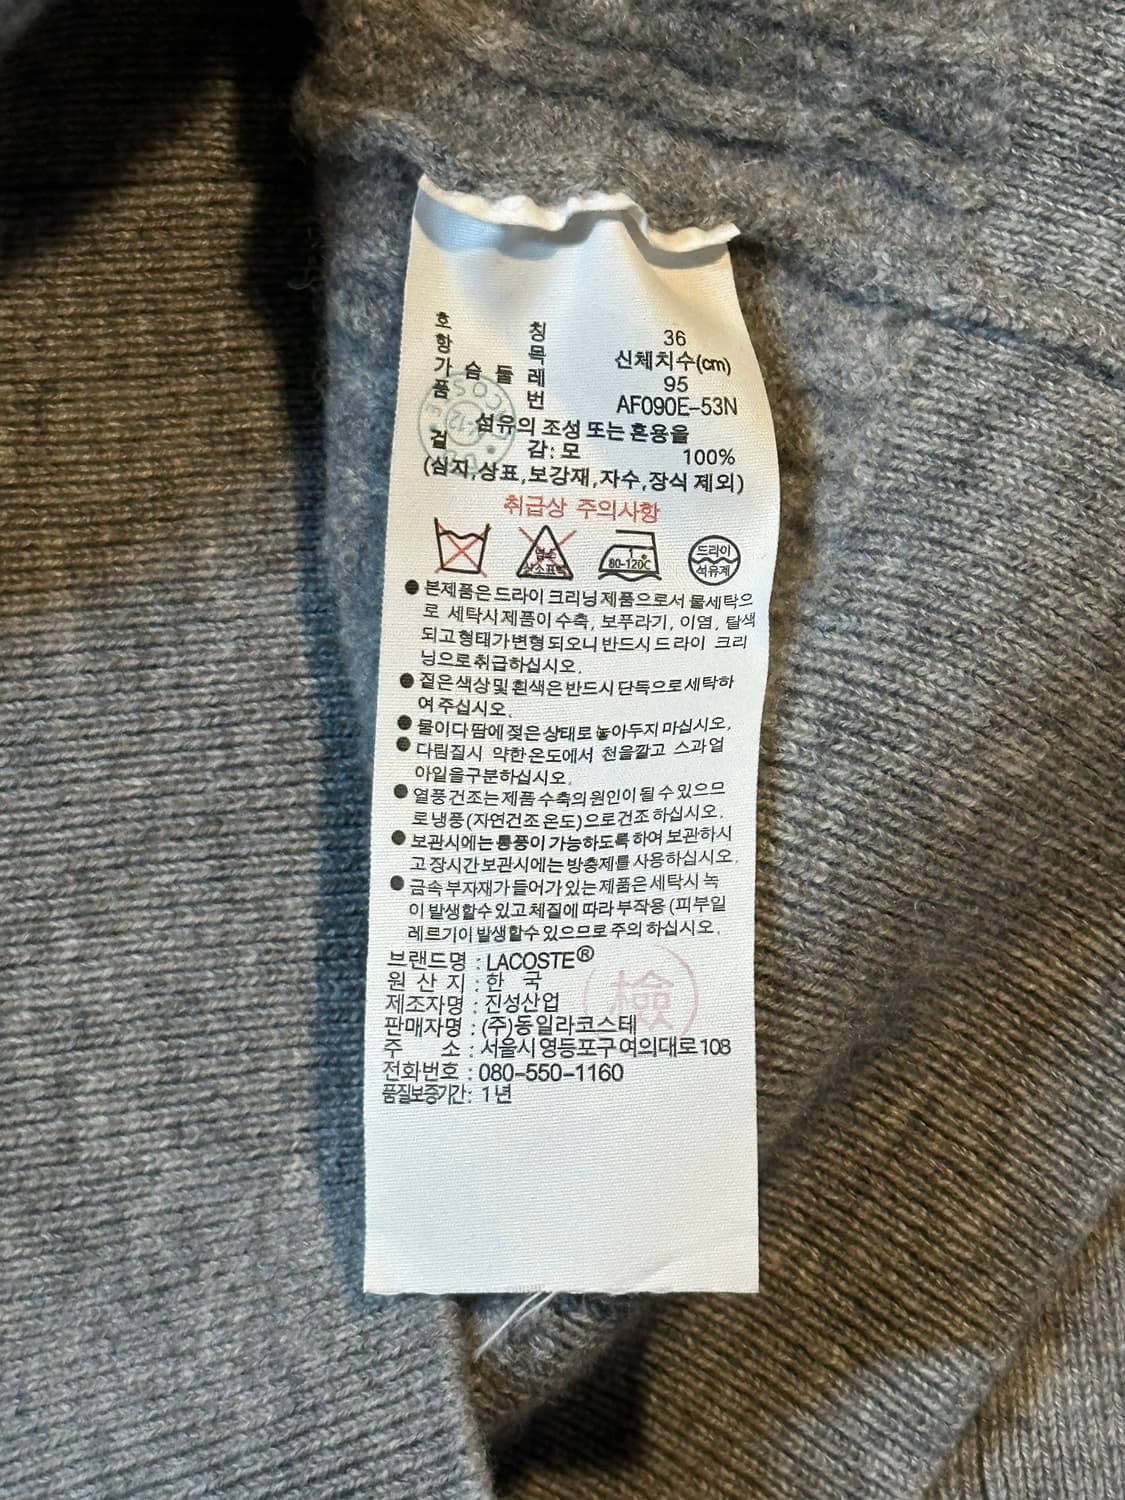 호 칭 36
항 목 신체치수(cm)
가 슴 둘 레 95
품 번 AF090E-53N
섬유의 조성 또는 혼용율
겉 감: 모 100%
(심지,상표,보강재,자수,장식 제외)
취급상 주의사항
염소
산소표백
1
80-120C
드라이
석유계
● 본제품은드라이크리닝제품으로서 물세탁으
로 세탁시제품이수축, 보푸라기, 이염, 탈색
되고형태가변형되오니반드시드라이 크리
닝으로취급하십시오.
● 짙은색상및흰색은반드시단독으로세탁하
여 주십시오.
● 물이다 땀에 젖은 상태로 놓아두지 마십시오.
● 다림질시 약한온도에서 천을깔고 스과얼
아일을구분하십시오.
● 열풍건조는제품수축의원인이될수있으므
로냉풍(자연건조온도)으로건조하십시오.
● 보관시에는통풍이 가능하도록하여 보관하시
고장시간보관시에는방충제를사용하십시오.
● 금속부자재가들어가있는제품은세탁시녹
이발생할수있고체질에따라부작용(피부일
레르기이발생할수있으므로주의하십시오.
브랜드명 : LACOSTE®
원 산 지 : 한 국
제조자명 : 진성산업
판매자명 : (주)동일라코스테
주 소 : 서울시영등포구여의대로108
전화번호 : 080-550-1160
품질보증기간: 1년
檢